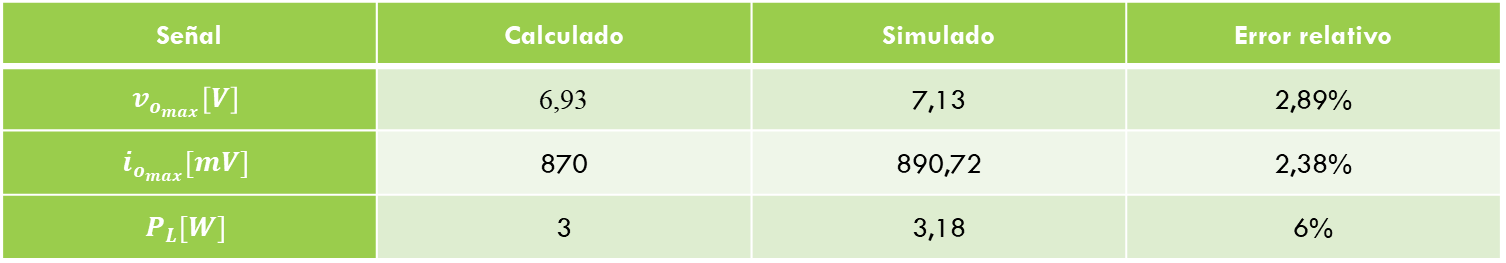 Señal Calculado Simulado Error relativo
v_{o_{max}}[V] 6,93 7,13 2,89%
i_{o_{max}}[mV] 870 890,72 2,38%
P_L[W] 3 3,18 6%